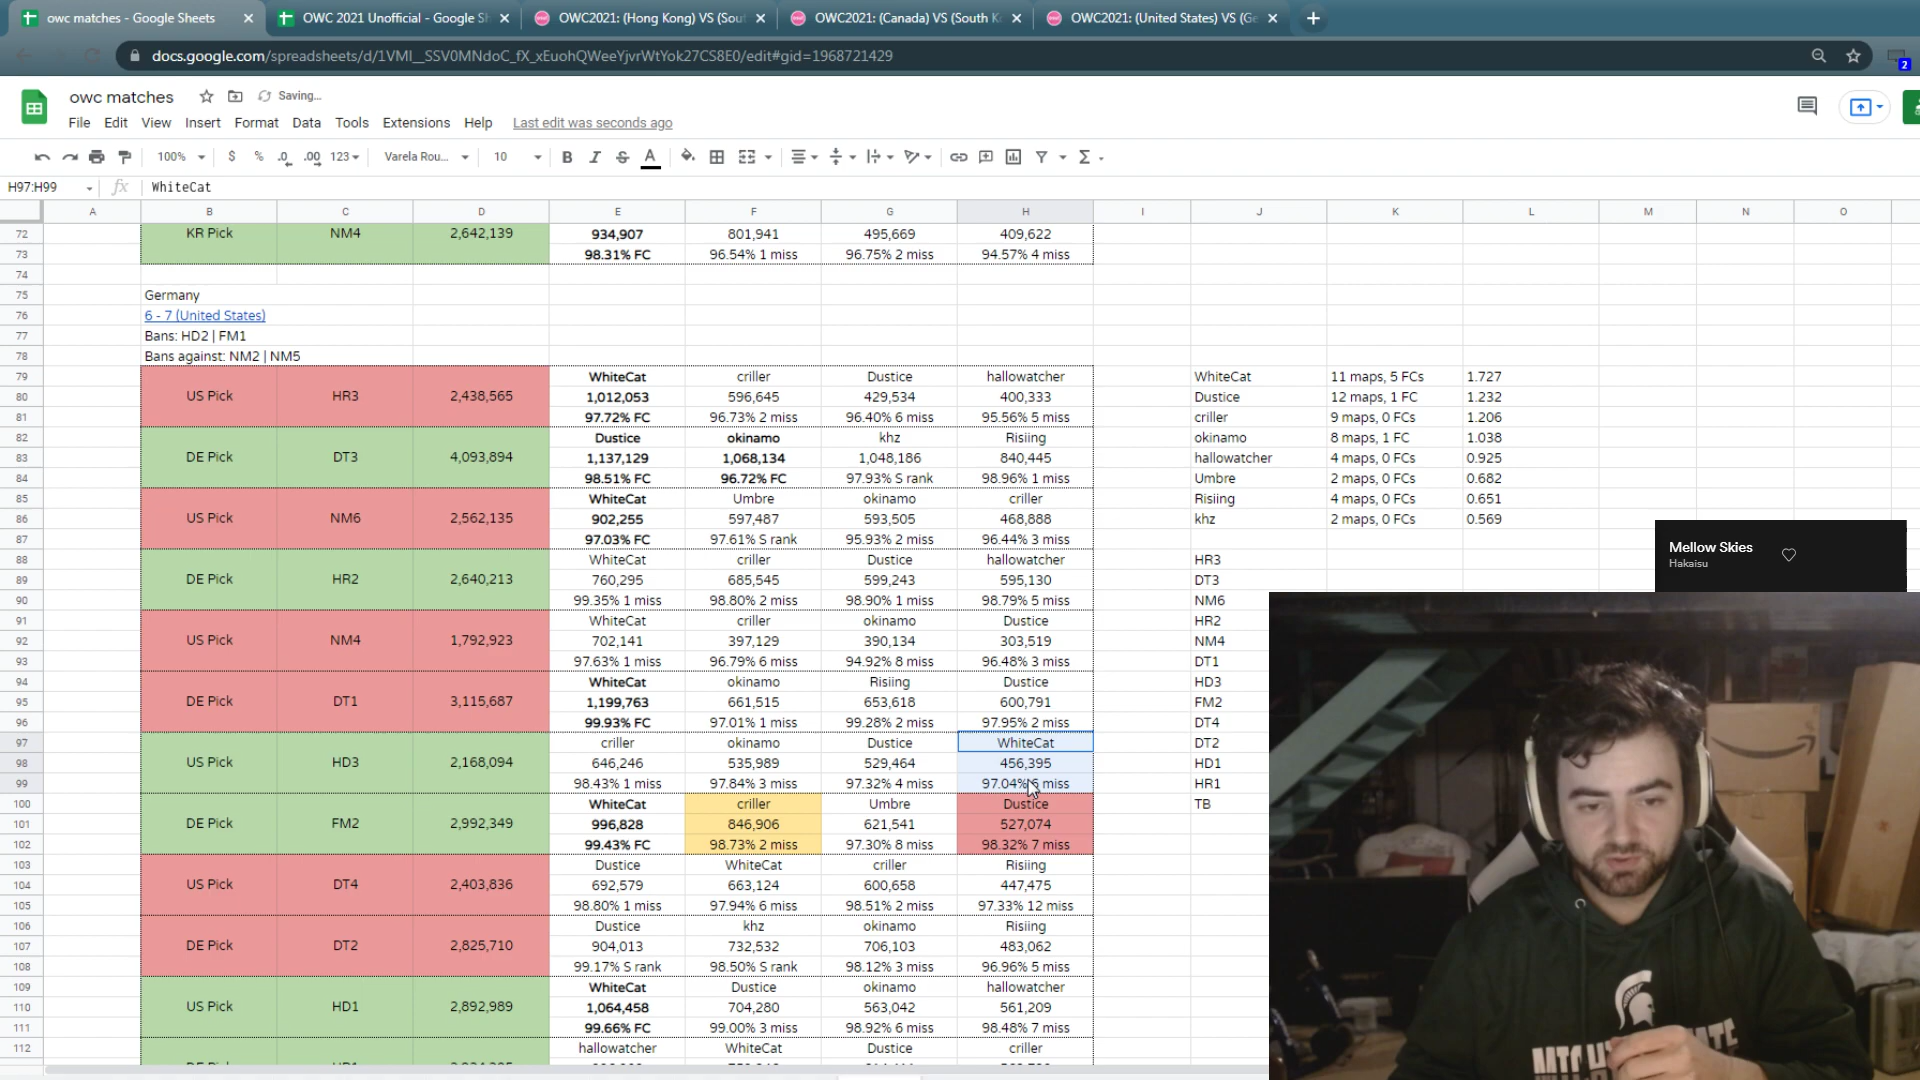 owc matches - Google Sheets
OWC 2021 Unofficial - Google Sh
OWC2021: (Hong Kong) VS (Sou
OWC2021: (Canada) VS (South Ko
OWC2021: (United States) VS (Ge
docs.google.com/spreadsheets/d/1VMl__SSV0MNdoC_fX_xEuohQWeeYjvrWtYok27CS8E0/edit#gid=1968721429
2
owc matches
Saving...
File Edit View Insert Format Data Tools Extensions Help Last edit was seconds ago
100% $ % .0 .00 123 Varela Rou... 10 B I S A Σ
H97:H99 fx WhiteCat
A B C D E F G H I J K L M N O
72 KR Pick NM4 2,642,139 934,907 801,941 495,669 409,622
73 98.31% FC 96.54% 1 miss 96.75% 2 miss 94.57% 4 miss
74
75 Germany
76 6 - 7 (United States)
77 Bans: HD2 | FM1
78 Bans against: NM2 | NM5
79 WhiteCat criller Dustice hallowatcher WhiteCat 11 maps, 5 FCs 1.727
80 US Pick HR3 2,438,565 1,012,053 596,645 429,534 400,333 Dustice 12 maps, 1 FC 1.232
81 97.72% FC 96.73% 2 miss 96.40% 6 miss 95.56% 5 miss criller 9 maps, 0 FCs 1.206
82 Dustice okinamo khz Risiing okinamo 8 maps, 1 FC 1.038
83 DE Pick DT3 4,093,894 1,137,129 1,068,134 1,048,186 840,445 hallowatcher 4 maps, 0 FCs 0.925
84 98.51% FC 96.72% FC 97.93% S rank 98.96% 1 miss Umbre 2 maps, 0 FCs 0.682
85 WhiteCat Umbre okinamo criller Risiing 4 maps, 0 FCs 0.651
86 US Pick NM6 2,562,135 902,255 597,487 593,505 468,888 khz 2 maps, 0 FCs 0.569
87 97.03% FC 97.61% S rank 95.93% 2 miss 96.44% 3 miss
88 WhiteCat criller Dustice hallowatcher HR3
89 DE Pick HR2 2,640,213 760,295 685,545 599,243 595,130 DT3
90 99.35% 1 miss 98.80% 2 miss 98.90% 1 miss 98.79% 5 miss NM6
91 WhiteCat criller okinamo Dustice HR2
92 US Pick NM4 1,792,923 702,141 397,129 390,134 303,519 NM4
93 97.63% 1 miss 96.79% 6 miss 94.92% 8 miss 96.48% 3 miss DT1
94 WhiteCat okinamo Risiing Dustice HD3
95 DE Pick DT1 3,115,687 1,199,763 661,515 653,618 600,791 FM2
96 99.93% FC 97.01% 1 miss 99.28% 2 miss 97.95% 2 miss DT4
97 criller okinamo Dustice WhiteCat DT2
98 US Pick HD3 2,168,094 646,246 535,989 529,464 456,395 HD1
99 98.43% 1 miss 97.84% 3 miss 97.32% 4 miss 97.04% 6 miss HR1
100 WhiteCat criller Umbre Dustice TB
101 DE Pick FM2 2,992,349 996,828 846,906 621,541 527,074
102 99.43% FC 98.73% 2 miss 97.30% 8 miss 98.32% 7 miss
103 Dustice WhiteCat criller Risiing
104 US Pick DT4 2,403,836 692,579 663,124 600,658 447,475
105 98.80% 1 miss 97.94% 6 miss 98.51% 2 miss 97.33% 12 miss
106 Dustice khz okinamo Risiing
107 DE Pick DT2 2,825,710 904,013 732,532 706,103 483,062
108 99.17% S rank 98.50% S rank 98.12% 3 miss 96.96% 5 miss
109 WhiteCat Dustice okinamo hallowatcher
110 US Pick HD1 2,892,989 1,064,458 704,280 563,042 561,209
111 99.66% FC 99.00% 3 miss 98.92% 6 miss 98.48% 7 miss
112 hallowatcher WhiteCat Dustice criller
Mellow Skies
Hakaisu